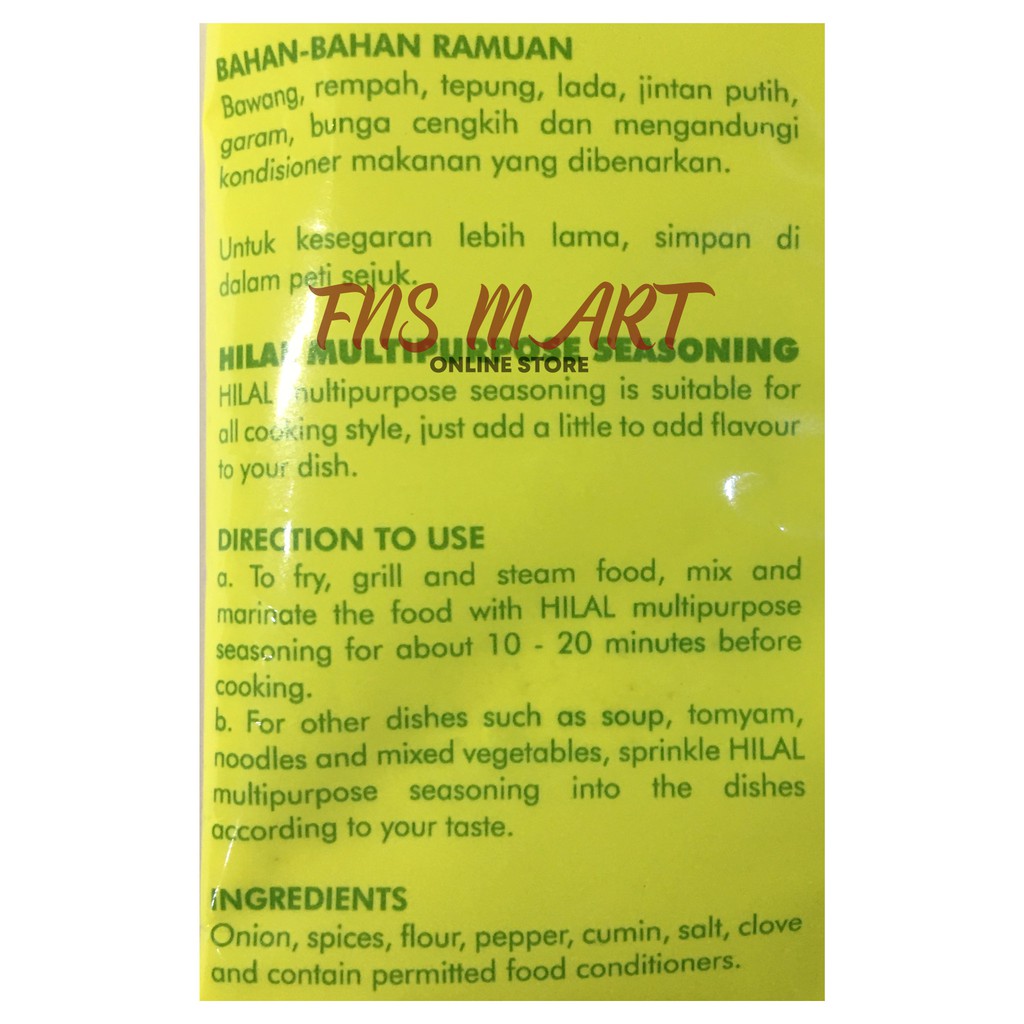 BAHAN-BAHAN RAMUAN
Bawang, rempah, tepung, lada, jintan putih,
garam, bunga cengkih dan mengandungi
kondisioner makanan yang dibenarkan.
Untuk kesegaran lebih lama, simpan di
dalam peti sejuk.
FNS MART
HILAL MULTIPURPOSE SEASONING
ONLINE STORE
HILAL multipurpose seasoning is suitable for
all cooking style, just add a little to add flavour
to your dish.
DIRECTION TO USE
a. To fry, grill and steam food, mix and
marinate the food with HILAL multipurpose
seasoning for about 10 - 20 minutes before
cooking.
b. For other dishes such as soup, tomyam,
noodles and mixed vegetables, sprinkle HILAL
multipurpose seasoning into the dishes
according to your taste.
INGREDIENTS
Onion, spices, flour, pepper, cumin, salt, clove
and contain permitted food conditioners.